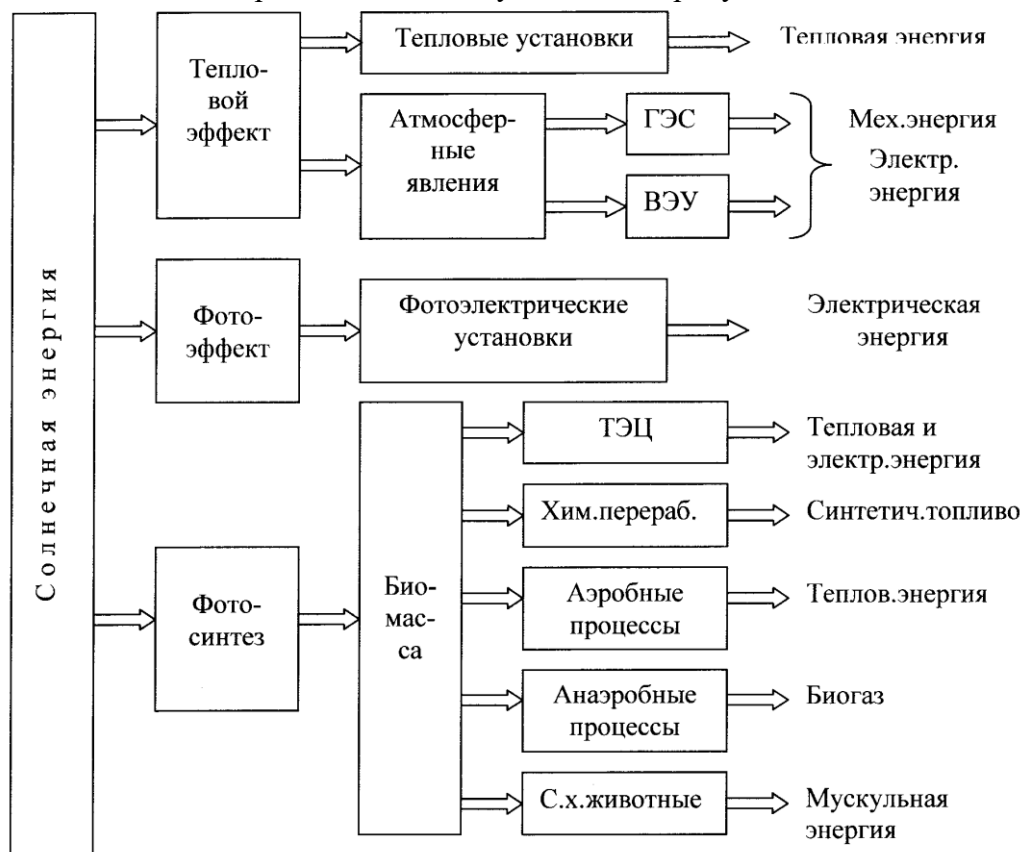 Солнечная энергия
Тепло-
вой
эффект
Тепловые установки
Тепловая энергия
Атмосфер-
ные
явления
ГЭС
ВЭУ
Мех.энергия
Электр.
энергия
Фото-
эффект
Фотоэлектрические
установки
Электрическая
энергия
Фото-
синтез
Био-
мас-
са
ТЭЦ
Тепловая и
электр.энергия
Хим.перераб.
Синтетич.топливо
Аэробные
процессы
Теплов.энергия
Анаэробные
процессы
Биогаз
С.х.животные
Мускульная
энергия